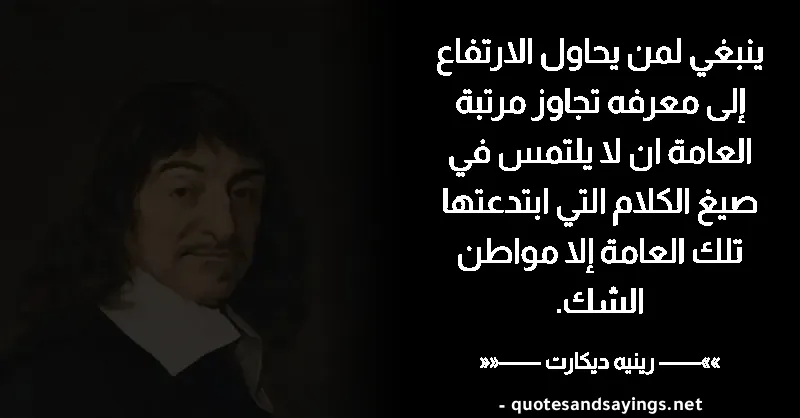 ينبغي لمن يحاول الارتفاع
إلى معرفه تجاوز مرتبة
العامة ان لا يلتمس في
صيغ الكلام التي ابتدعتها
تلك العامة إلا مواطن
الشك.
»»—— رينيه ديكارت ——««
- quotesandsayings.net